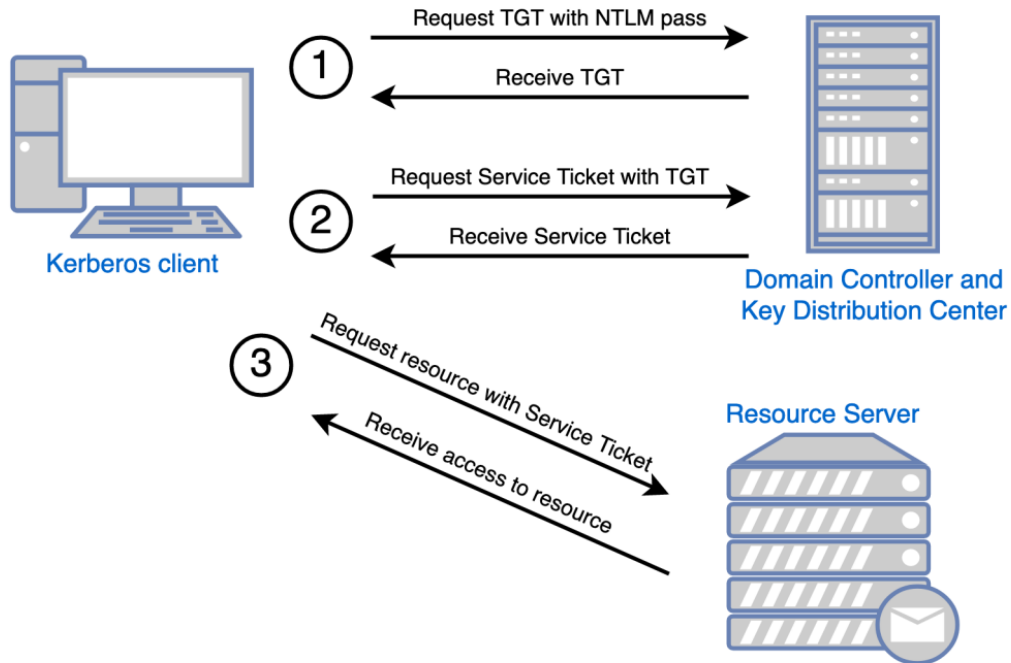 Request TGT with NTLM pass
1
Receive TGT
Request Service Ticket with TGT
2
Receive Service Ticket
Kerberos client
Domain Controller and
Key Distribution Center
3
Request resource with Service Ticket
Receive access to resource
Resource Server